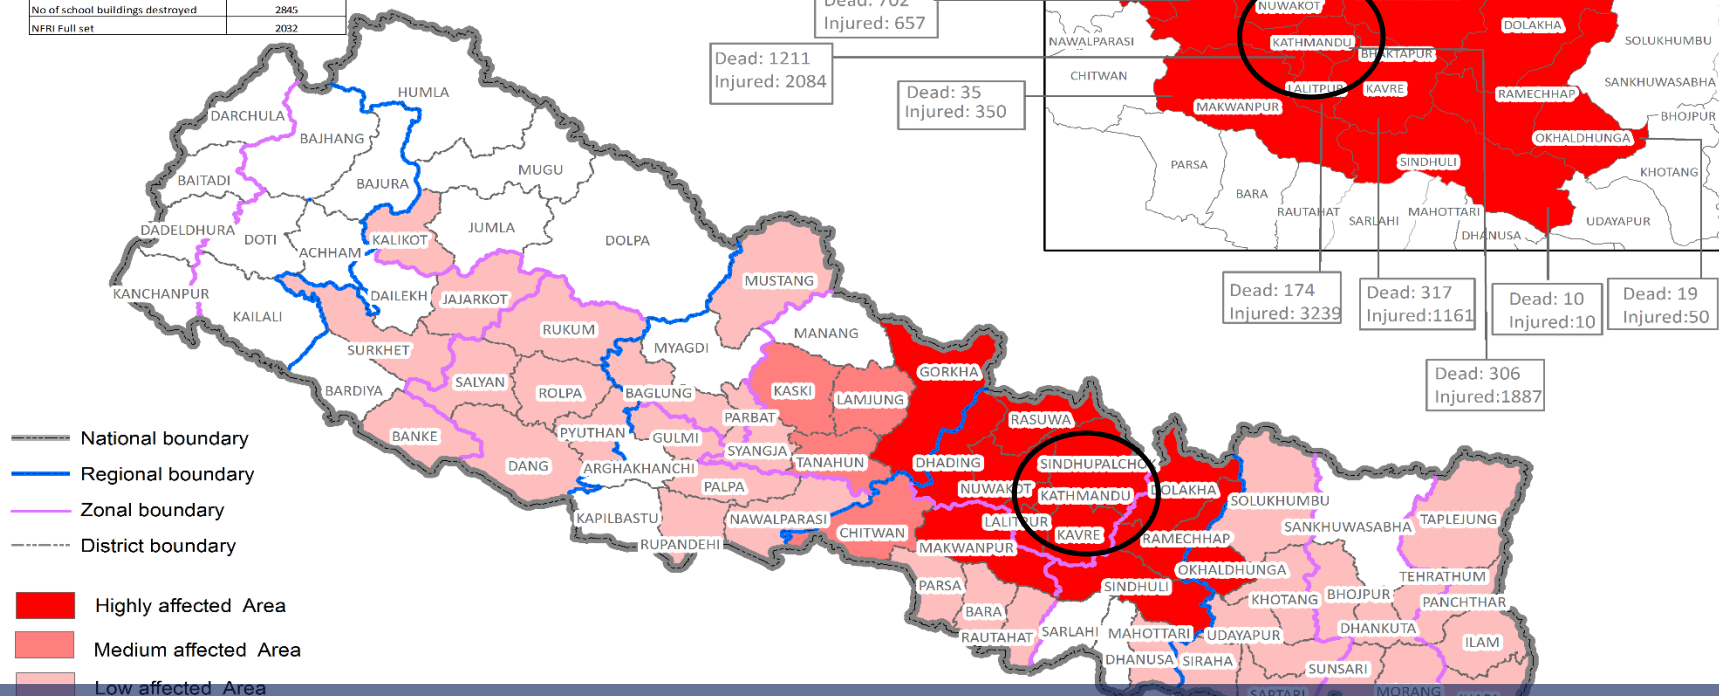 No of school buildings destroyed 2845
NFRI Full set 2032
Dead: 702
Injured: 657
Dead: 1211
Injured: 2084
Dead: 35
Injured: 350
NUWAKOT
DOLAKHA
NAWALPARASI
KATHMANDU
BHAKTAPUR
SOLUKHUMBU
CHITWAN
LALITPUR
KAVRE
RAMECHHAP
SANKHUWASABHA
MAKWANPUR
BHOJPUR
OKHALDHUNGA
PARSA
SINDHULI
KHOTANG
BARA
RAUTAHAT
SARLAHI
MAHOTTARI
DHANUSA
UDAYAPUR
Dead: 174
Injured: 3239
Dead: 317
Injured:1161
Dead: 10
Injured:10
Dead: 19
Injured:50
Dead: 306
Injured:1887
HUMLA
DARCHULA
BAJHANG
MUGU
BAITADI
BAJURA
DADELDHURA
DOTI
KALIKOT
JUMLA
DOLPA
ACHHAM
MUSTANG
KANCHANPUR
DAILEKH
JAJARKOT
KAILALI
RUKUM
MANANG
SURKHET
MYAGDI
GORKHA
BARDIYA
SALYAN
ROLPA
BAGLUNG
KASKI
LAMJUNG
PARBAT
RASUWA
BANKE
PYUTHAN
GULMI
SYANGJA
TANAHUN
DHADING
SINDHUPALCHOK
DANG
ARGHAKHANCHI
PALPA
NUWAKOT
KATHMANDU
DOLAKHA
SOLUKHUMBU
KAPILBASTU
NAWALPARASI
LALITPUR
SANKHUWASABHA
TAPLEJUNG
RUPANDEHI
CHITWAN
MAKWANPUR
KAVRE
RAMECHHAP
OKHALDHUNGA
TEHRATHUM
PARSA
SINDHULI
KHOTANG
BHOJPUR
PANCHTHAR
BARA
RAUTAHAT
SARLAHI
MAHOTTARI
UDAYAPUR
DHANKUTA
ILAM
DHANUSA
SIRAHA
SUNSARI
SAPTARI
MORANG
National boundary
Regional boundary
Zonal boundary
District boundary
Highly affected Area
Medium affected Area
Low affected Area